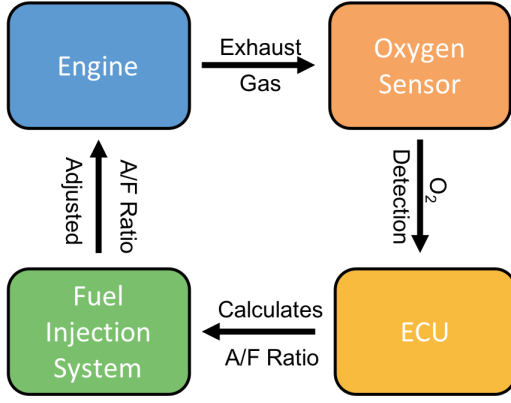 Engine
Exhaust
Gas
Oxygen
Sensor
O₂
Detection
ECU
Calculates
A/F Ratio
Fuel
Injection
System
A/F Ratio
Adjusted